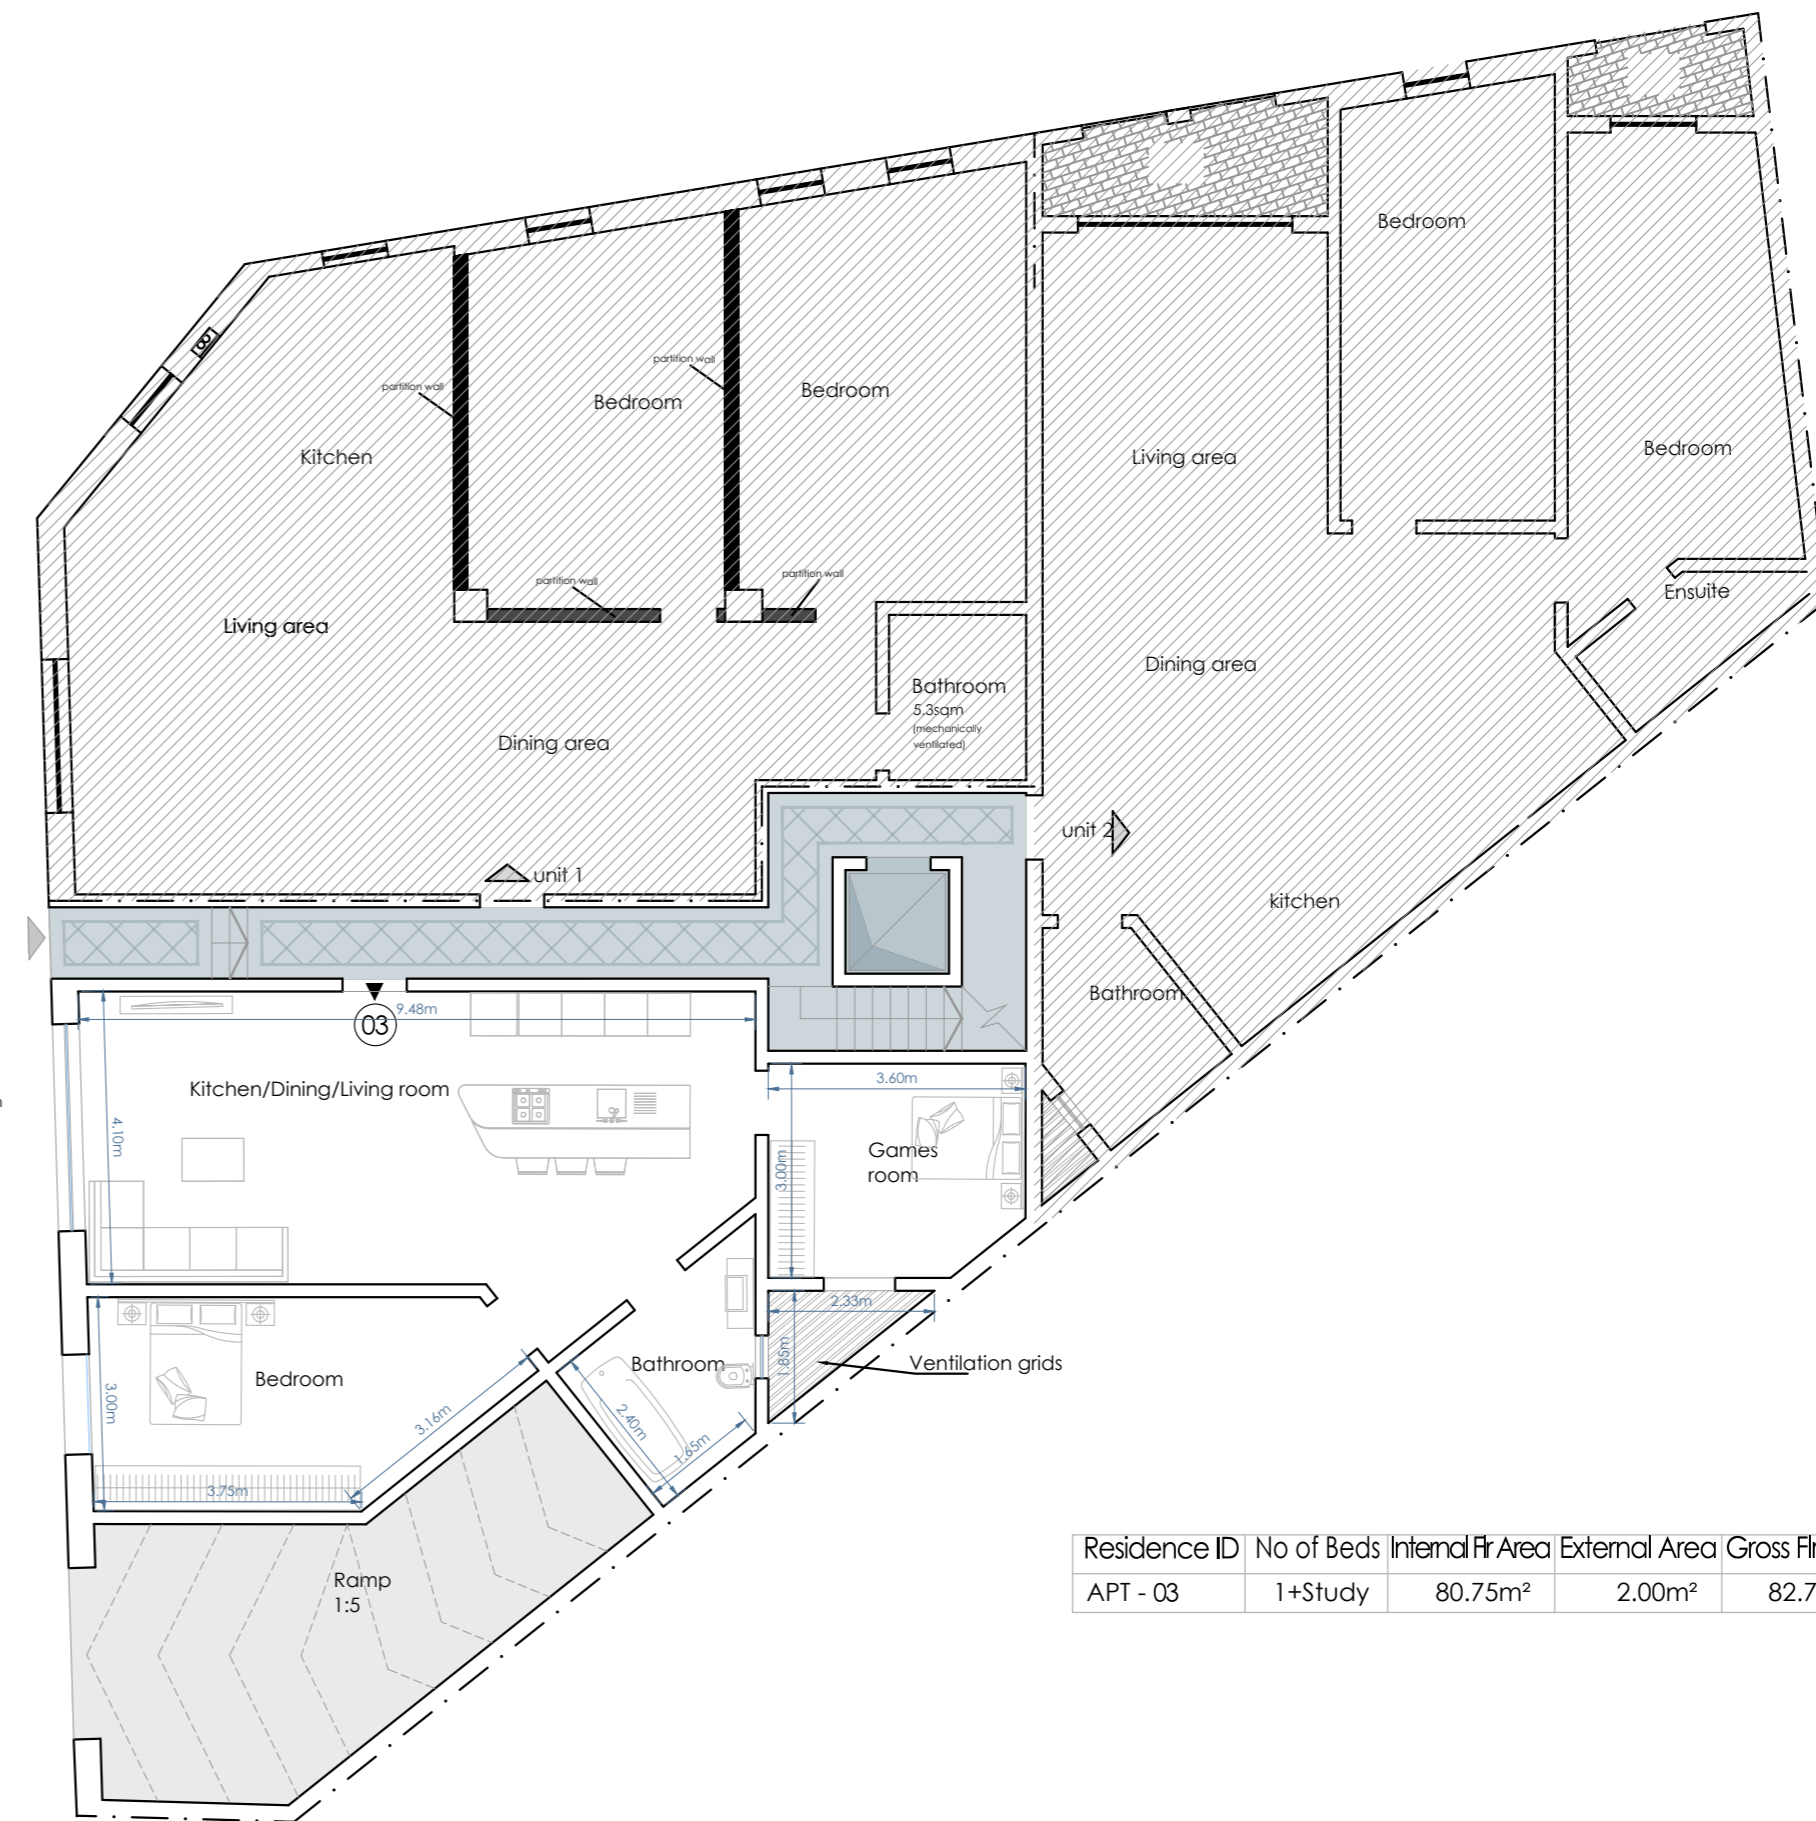 Bedroom
partition wall
partition wall
Bedroom
Bedroom
Kitchen
Living area
Bedroom
partition wall
partition wall
Ensuite
Living area
Dining area
Bathroom
5.3sqm
(mechanically
ventilated)
Dining area
unit 2
unit 1
kitchen
Bathroom
9.48m
03
Kitchen/Dining/Living room
3.60m
4.10m
Games
room
3.00m
2.33m
1.85m
Ventilation grids
Bathroom
Bedroom
3.00m
3.16m
2.40m
1.65m
3.75m
Ramp
1:5
Residence ID No of Beds Internal Flr Area External Area Gross Flr
APT - 03 1+Study 80.75m² 2.00m² 82.7